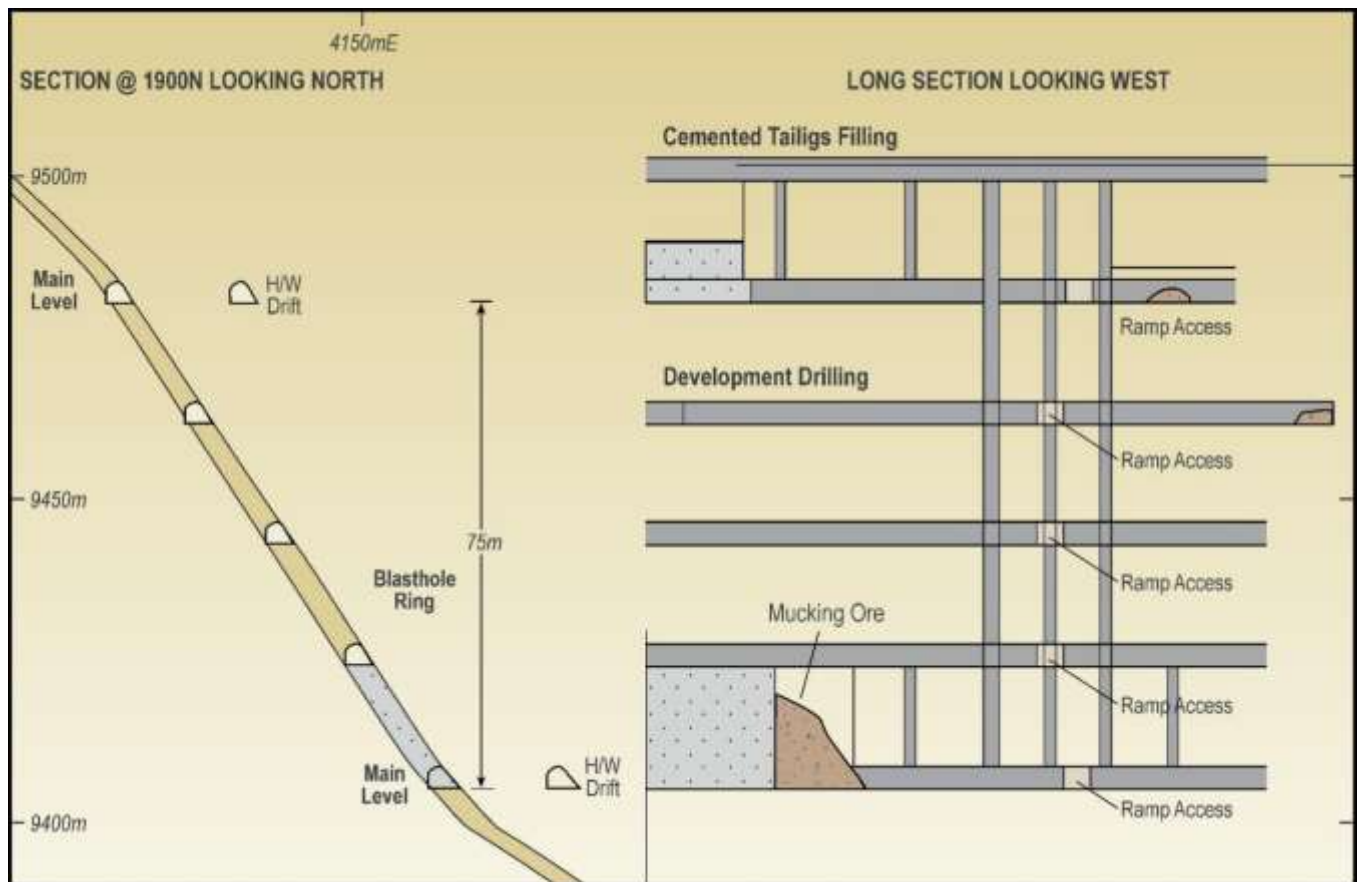 4150mE
SECTION @ 1900N LOOKING NORTH
LONG SECTION LOOKING WEST
Cemented Tailigs Filling
9500m
Main
Level
H/W
Drift
Ramp Access
Development Drilling
Ramp Access
9450m
75m
Blasthole
Ring
Ramp Access
Mucking Ore
Ramp Access
Main
Level
H/W
Drift
Ramp Access
9400m